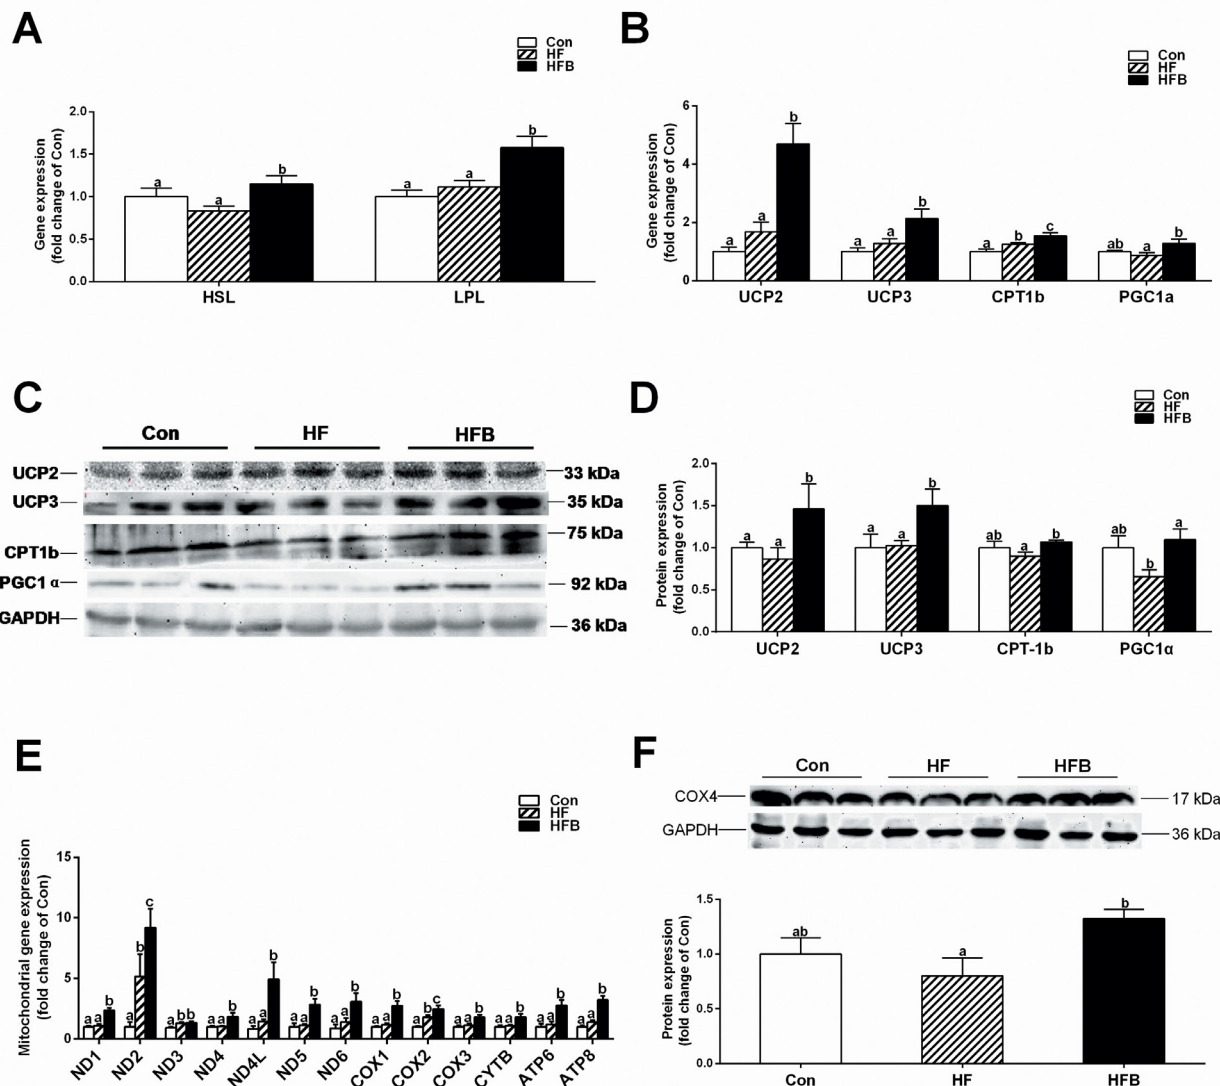 A
Con
HF
HFB
Gene expression
(fold change of Con)
2.0
1.5
1.0
0.5
0.0
a
a
b
a
a
b
HSL
LPL
B
Con
HF
HFB
Gene expression
(fold change of Con)
6
4
2
0
a
a
b
a
a
b
a
b
c
ab
a
b
UCP2
UCP3
CPT1b
PGC1a
C
Con
HF
HFB
UCP2
33 kDa
UCP3
35 kDa
75 kDa
CPT1b
PGC1 α
92 kDa
GAPDH
36 kDa
D
Con
HF
HFB
Protein expression
(fold change of Con)
2.0
1.5
1.0
0.5
0.0
a
a
b
a
a
b
ab
a
b
ab
b
a
UCP2
UCP3
CPT-1b
PGC1α
E
Con
HF
HFB
Mitochondrial gene expression
(fold change of Con)
15
10
5
0
a a b
a b c
a b b
a a b
a a b
a a b
a a b
a a b
a b c
a a b
a a b
a a b
a a b
ND1
ND2
ND3
ND4
ND4L
ND5
ND6
COX1
COX2
COX3
CYTB
ATP6
ATP8
F
Con
HF
HFB
COX4
17 kDa
GAPDH
36 kDa
Protein expression
(fold change of Con)
1.5
1.0
0.5
0.0
ab
a
b
Con
HF
HFB